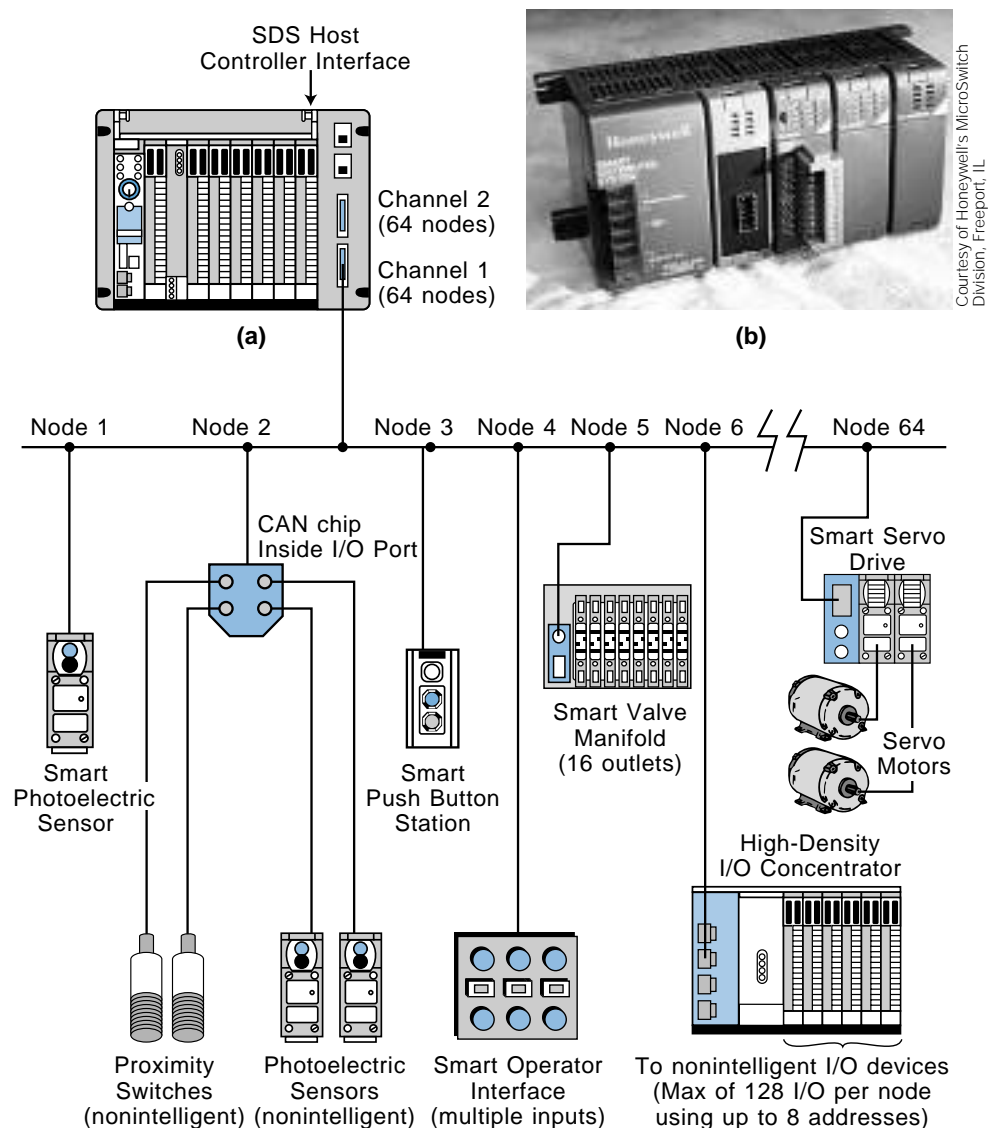 SDS Host
Controller Interface
Channel 2
(64 nodes)
Channel 1
(64 nodes)
(a)
Honeywell
(b)
Courtesy of Honeywell's MicroSwitch
Division, Freeport, IL
Node 1
Node 2
Node 3
Node 4
Node 5
Node 6
Node 64
CAN chip
Inside I/O Port
Smart Servo
Drive
Smart
Photoelectric
Sensor
Smart
Push Button
Station
Smart Valve
Manifold
(16 outlets)
Servo
Motors
High-Density
I/O Concentrator
Proximity
Switches
(nonintelligent)
Photoelectric
Sensors
(nonintelligent)
Smart Operator
Interface
(multiple inputs)
To nonintelligent I/O devices
(Max of 128 I/O per node
using up to 8 addresses)